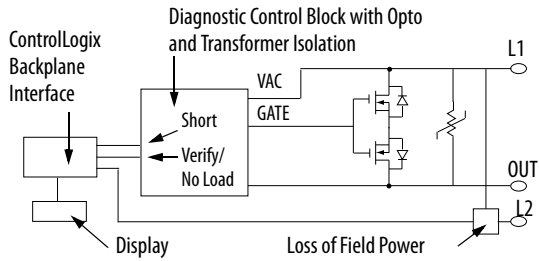 Diagnostic Control Block with Opto
and Transformer Isolation
ControlLogix
Backplane
Interface
L1
VAC
GATE
Short
Verify/
No Load
OUT
L2
Display
Loss of Field Power